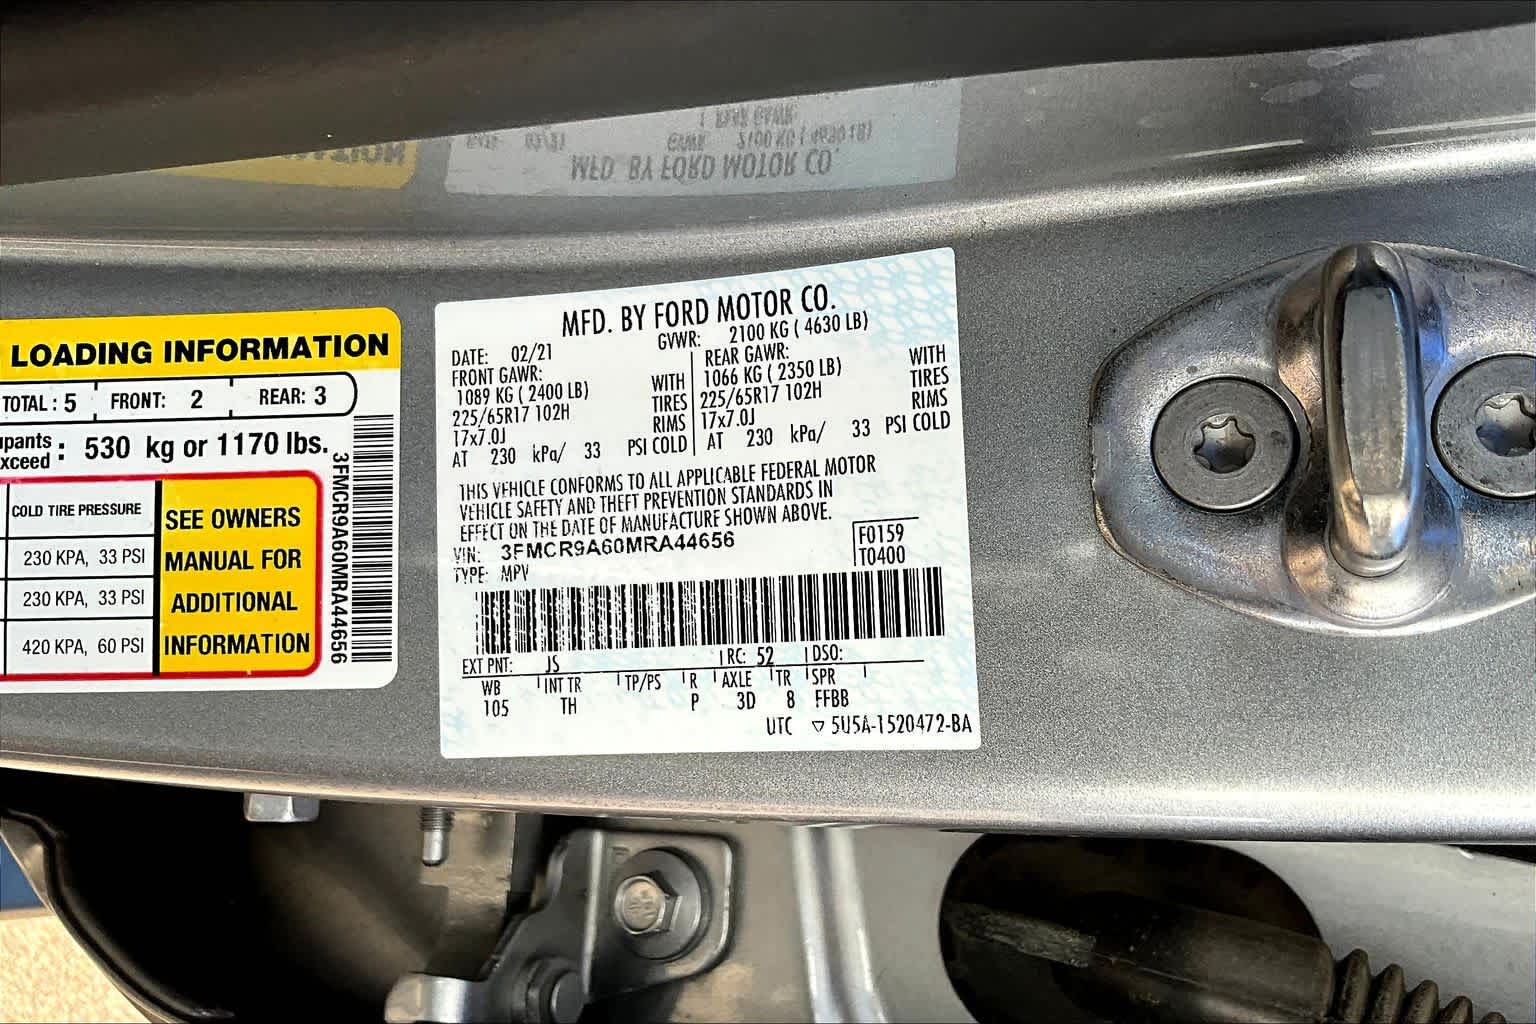 LOADING INFORMATION
TOTAL: 5 FRONT: 2 REAR: 3
upants
xceed : 530 kg or 1170 lbs.
COLD TIRE PRESSURE
230 KPA, 33 PSI
230 KPA, 33 PSI
420 KPA, 60 PSI
SEE OWNERS
MANUAL FOR
ADDITIONAL
INFORMATION
3FMCR9A60MRA44656
MFD. BY FORD MOTOR CO.
DATE: 02/21 GVWR: 2100 KG ( 4630 LB)
FRONT GAWR:
1089 KG ( 2400 LB) WITH
225/65R17 102H TIRES
17x7.0J RIMS
AT 230 kPa/ 33 PSI COLD
REAR GAWR: WITH
1066 KG ( 2350 LB) TIRES
225/65R17 102H RIMS
17x7.0J
AT 230 kPa/ 33 PSI COLD
THIS VEHICLE CONFORMS TO ALL APPLICABLE FEDERAL MOTOR
VEHICLE SAFETY AND THEFT PREVENTION STANDARDS IN
EFFECT ON THE DATE OF MANUFACTURE SHOWN ABOVE.
VIN: 3FMCR9A60MRA44656
TYPE: MPV
F0159
T0400
EXT PNT: JS RC: 52 DSO:
WB INT TR TP/PS R AXLE TR SPR
105 TH P 3D 8 FFBB
UTC ▽ 5U5A-1520472-BA